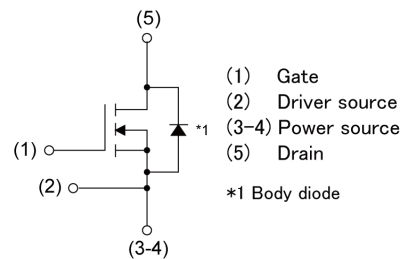 (5)
(1) Gate
(2) Driver source
(3-4) Power source
(5) Drain
*1
*1 Body diode
(1)
(2)
(3-4)